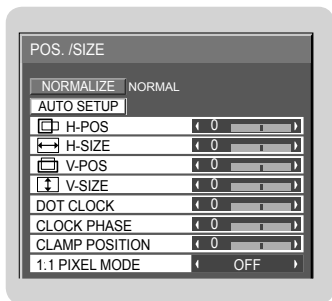 POS. /SIZE
NORMALIZE NORMAL
AUTO SETUP
H-POS 0
H-SIZE 0
V-POS 0
V-SIZE 0
DOT CLOCK 0
CLOCK PHASE 0
CLAMP POSITION 0
1:1 PIXEL MODE OFF